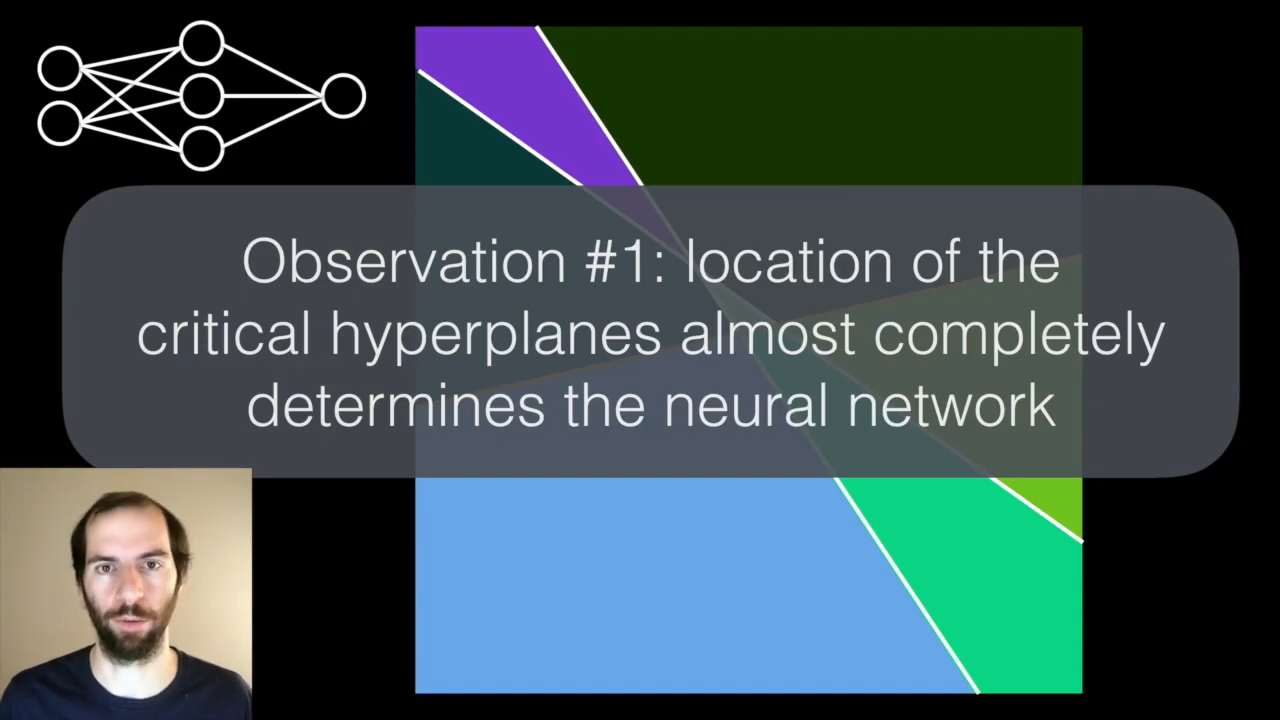 Observation #1: location of the
critical hyperplanes almost completely
determines the neural network